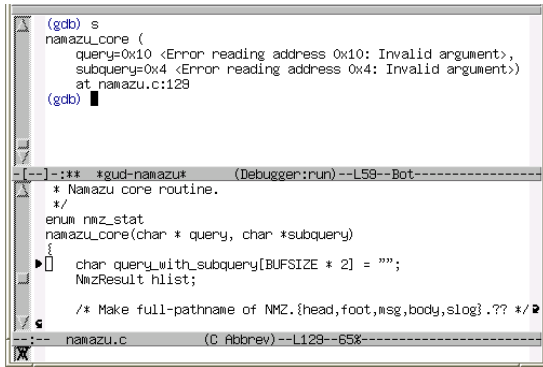 (gdb) s
namazu_core (
query=0x10 <Error reading address 0x10: Invalid argument>,
subquery=0x4 <Error reading address 0x4: Invalid argument>)
at namazu.c:129
(gdb)
-[--]-:** *gud-namazu* (Debugger:run)--L59--Bot-----------------
* Namazu core routine.
*/
enum nmz_stat
namazu_core(char * query, char *subquery)
{
char query_with_subquery[BUFSIZE * 2] = "";
NmzResult hlist;
/* Make full-pathname of NMZ.{head,foot,msg,body,slog}.?? */
--:-- namazu.c (C Abbrev)--L129--65%------------------------